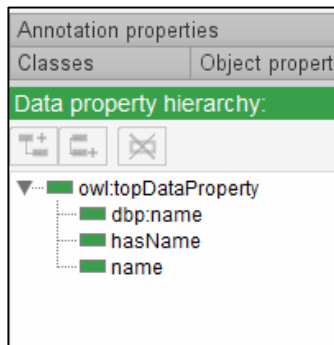 Annotation properties
Classes Object propert
Data property hierarchy:
owl:topDataProperty
dbp:name
hasName
name